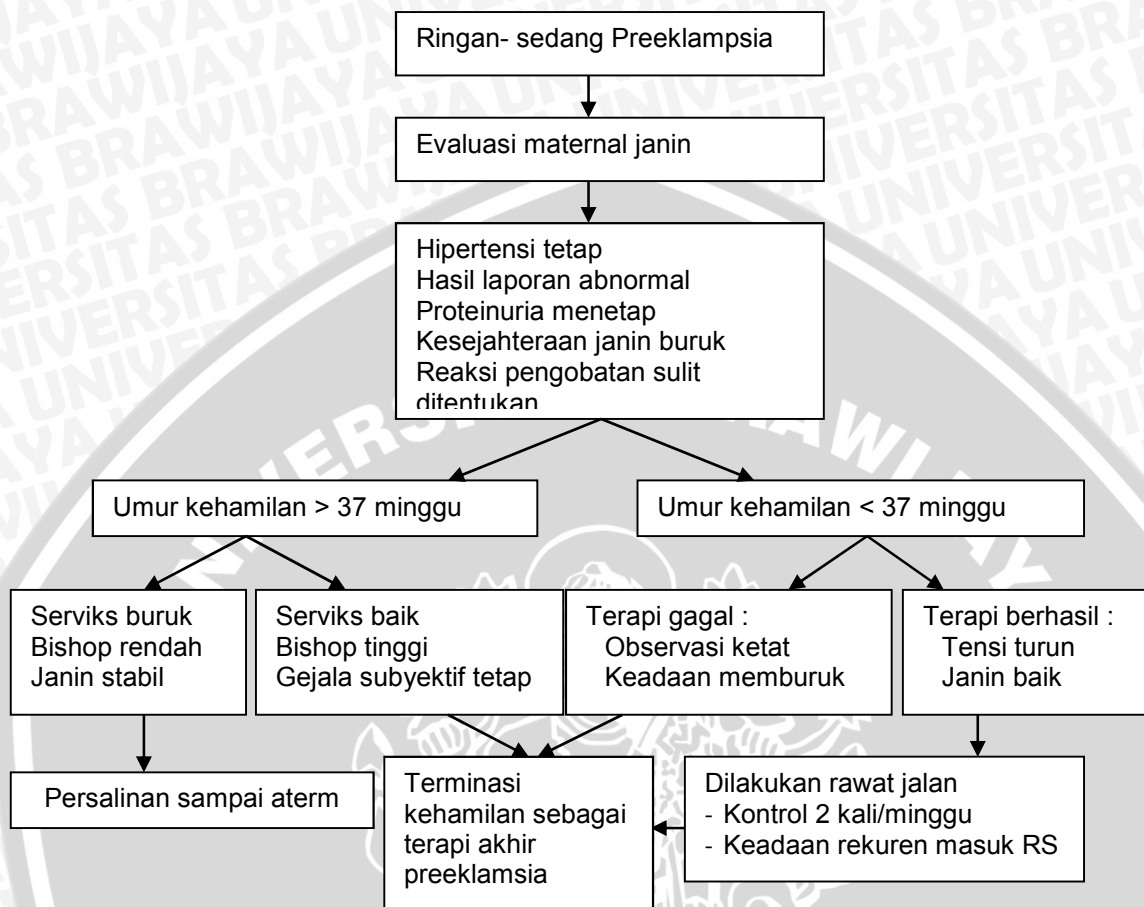 Ringan- sedang Preeklampsia
Evaluasi maternal janin
Hipertensi tetap
Hasil laporan abnormal
Proteinuria menetap
Kesejahteraan janin buruk
Reaksi pengobatan sulit
ditentukan
Umur kehamilan > 37 minggu
Umur kehamilan < 37 minggu
Serviks buruk
Bishop rendah
Janin stabil
Serviks baik
Bishop tinggi
Gejala subyektif tetap
Terapi gagal :
Observasi ketat
Keadaan memburuk
Terapi berhasil :
Tensi turun
Janin baik
Persalinan sampai aterm
Terminasi
kehamilan sebagai
terapi akhir
preeklamsia
Dilakukan rawat jalan
- Kontrol 2 kali/minggu
- Keadaan rekuren masuk RS